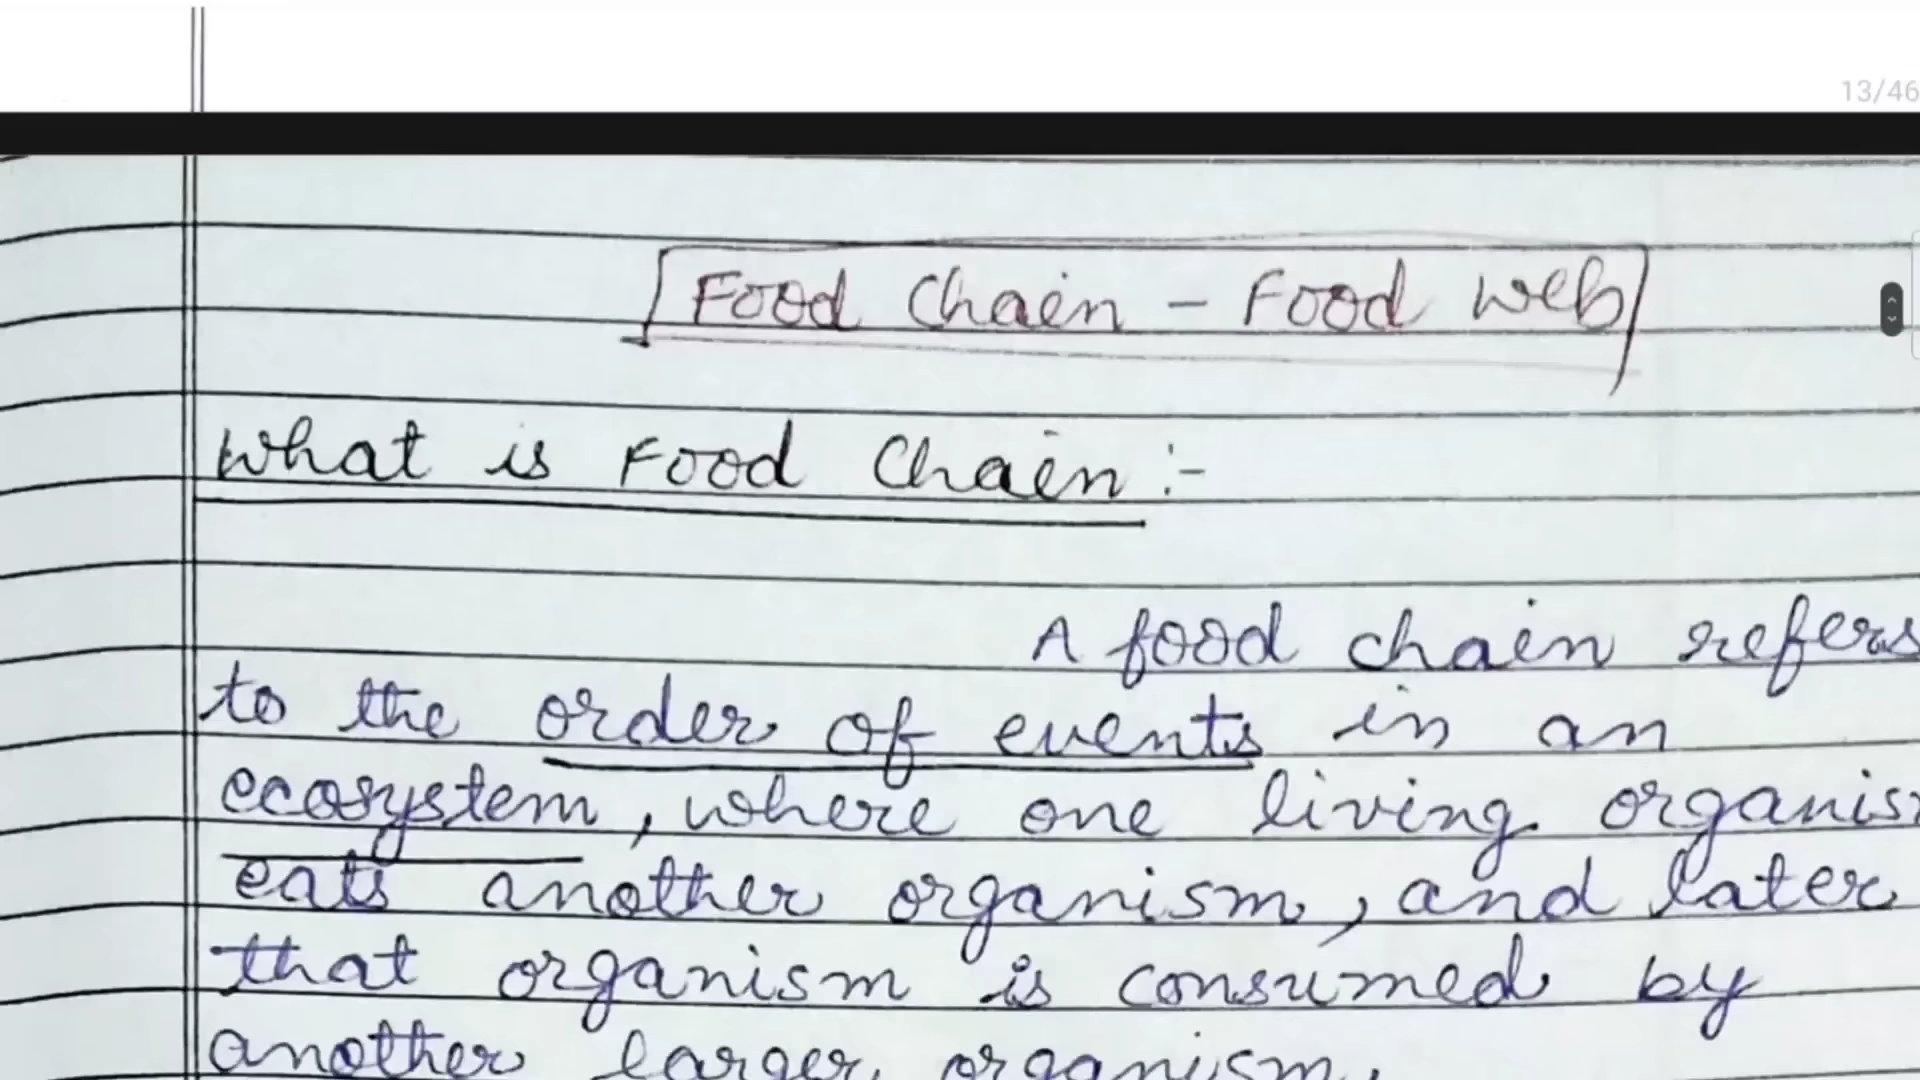 13/46
Food Chain - Food Web
What is Food Chain :-
A food chain refers
to the order of events in an
ecosystem, where one living organis
eats another organism, and later
that organism is consumed by
another larger organism.